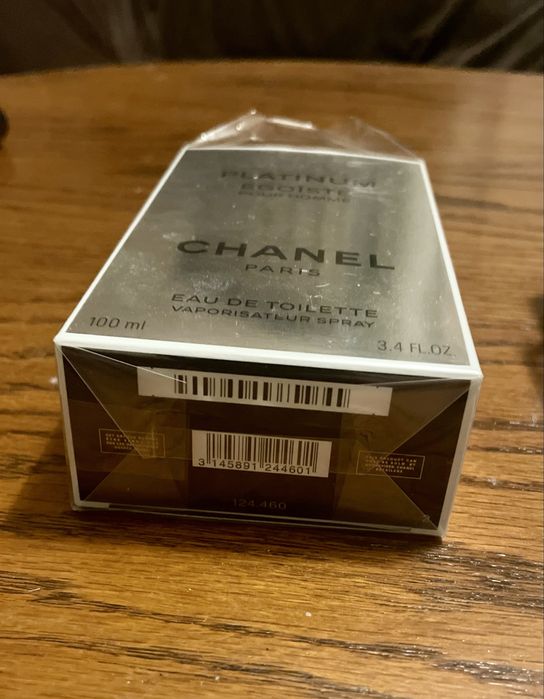 PLATINUM
ÉGOÏSTE
POUR HOMME
CHANEL
PARIS
EAU DE TOILETTE
VAPORISATEUR SPRAY
100 ml
3.4 FL.OZ.
3 145891 244601
124.460